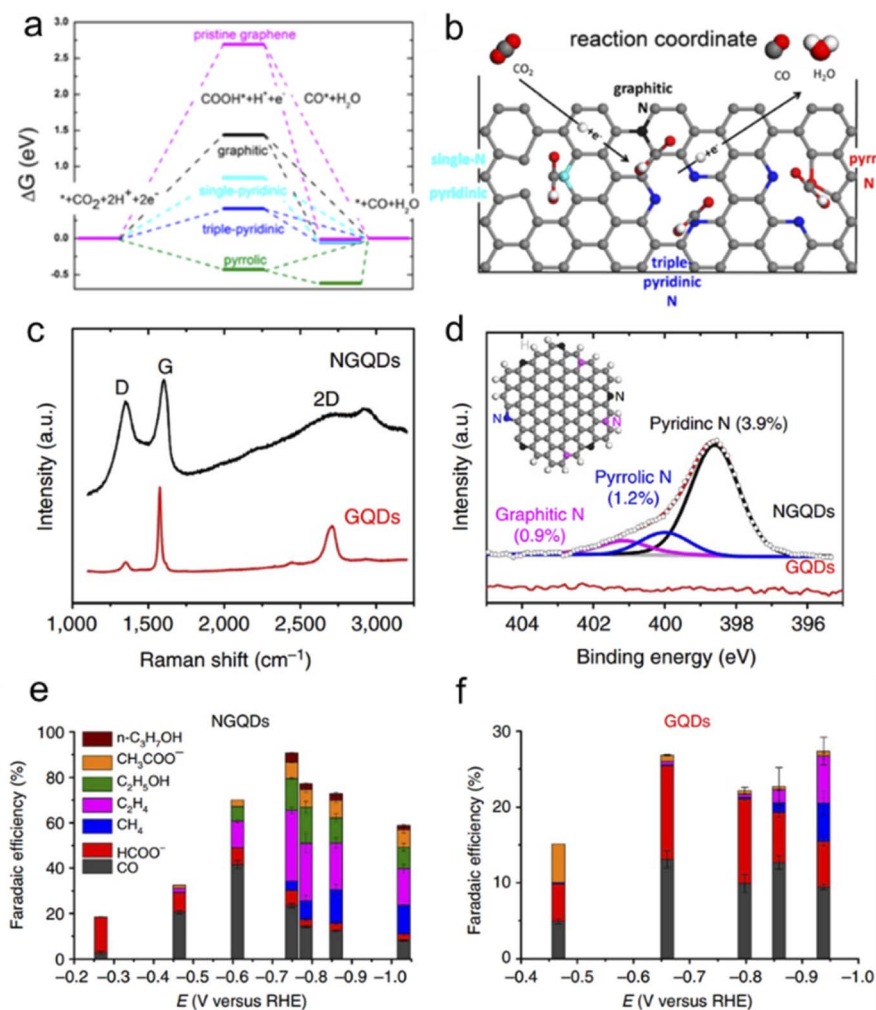 a
3.0
2.5
2.0
1.5
1.0
0.5
0.0
-0.5
ΔG (eV)
pristine graphene
COOH*+H⁺+e⁻
CO*+H₂O
graphitic
single-pyridinic
*+CO₂+2H⁺+2e⁻
*+CO+H₂O
triple-pyridinic
pyrrolic
b
reaction coordinate
CO₂
CO
H₂O
graphitic
N
+e⁻
+e⁻
single-N
pyridinic
pyrr
N
triple-
pyridinic
N
c
NGQDs
D
G
2D
GQDs
Intensity (a.u.)
1,000
1,500
2,000
2,500
3,000
Raman shift (cm⁻¹)
d
H
N
N
N
Pyridinc N (3.9%)
Pyrrolic N
(1.2%)
Graphitic N
(0.9%)
NGQDs
GQDs
Intensity (a.u.)
404
402
400
398
396
Binding energy (eV)
e
NGQDs
100
80
60
40
20
0
Faradaic efficiency (%)
n-C₃H₇OH
CH₃COO⁻
C₂H₅OH
C₂H₄
CH₄
HCOO⁻
CO
−0.2
−0.3
−0.4
−0.5
−0.6
−0.7
−0.8
−0.9
−1.0
E (V versus RHE)
f
GQDs
30
20
10
0
Faradaic efficiency (%)
−0.4
−0.5
−0.6
−0.7
−0.8
−0.9
−1.0
E (V versus RHE)